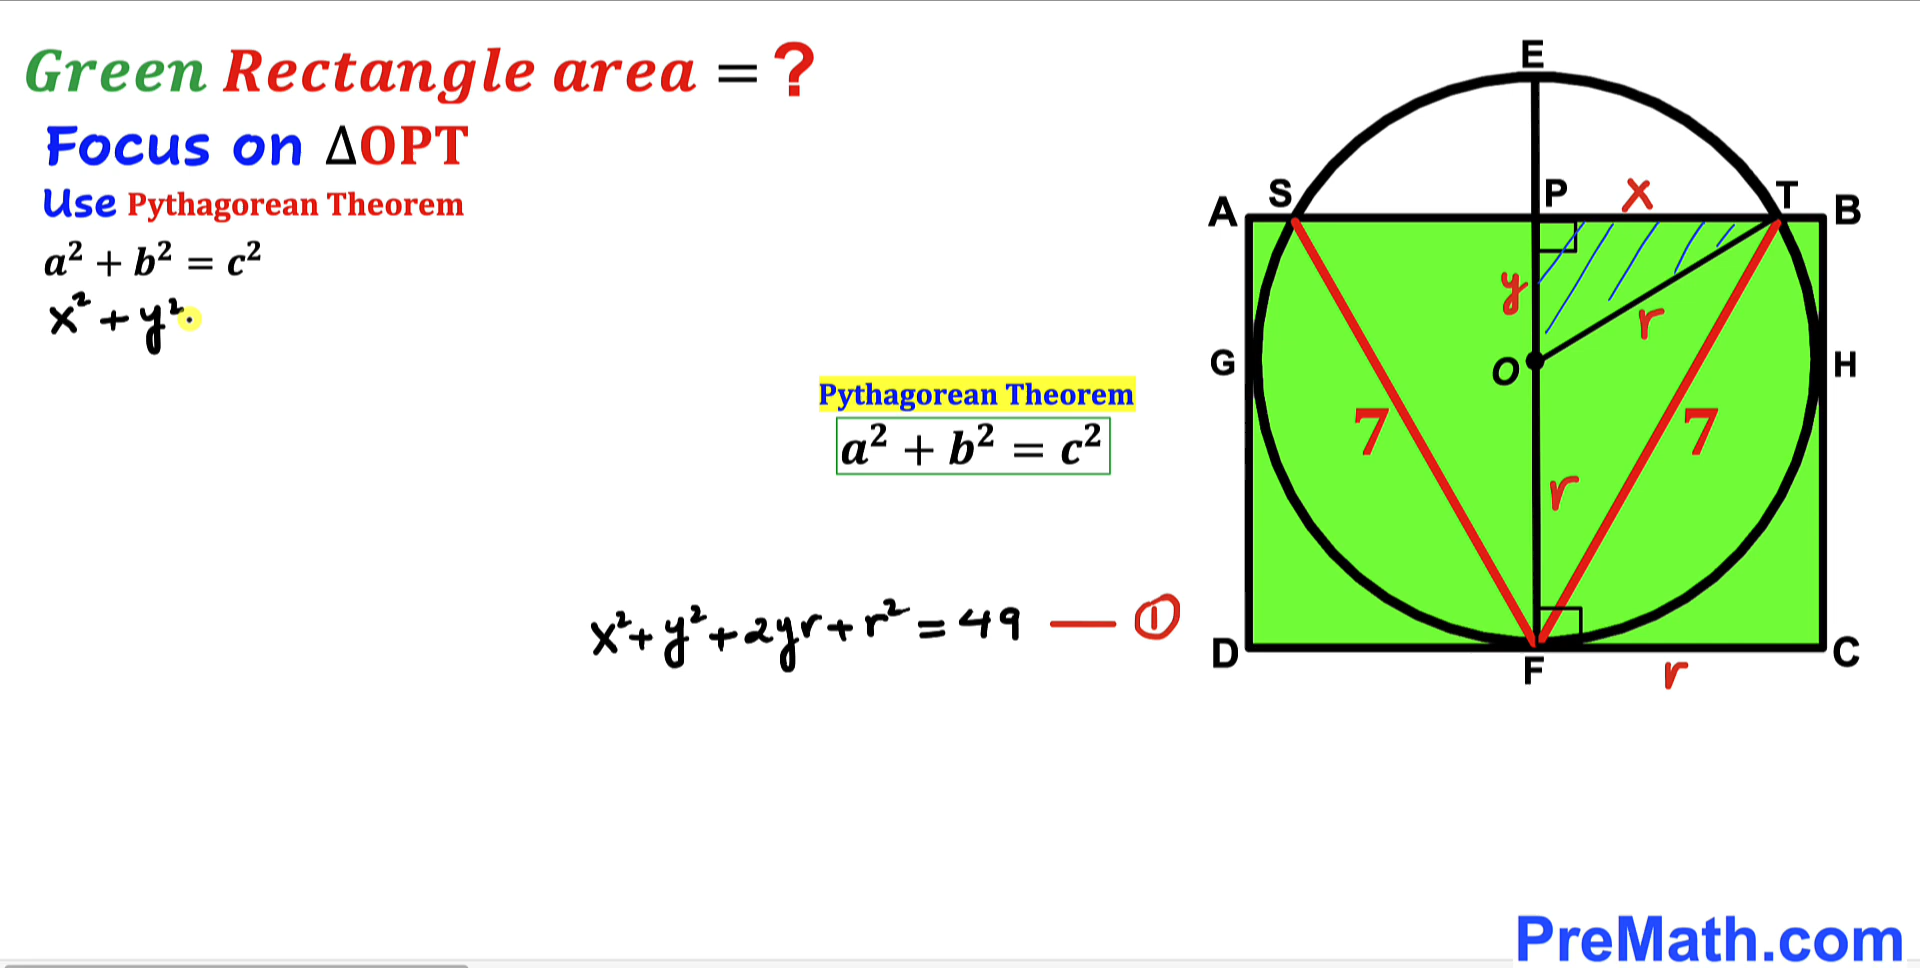 Green Rectangle area = ?
Focus on ΔOPT
Use Pythagorean Theorem
a² + b² = c²
x² + y²
Pythagorean Theorem
a² + b² = c²
x² + y² + 2yr + r² = 49 — ①
E
A S P x T B
y
r
G O H
7 7
r
D F C
r
PreMath.com